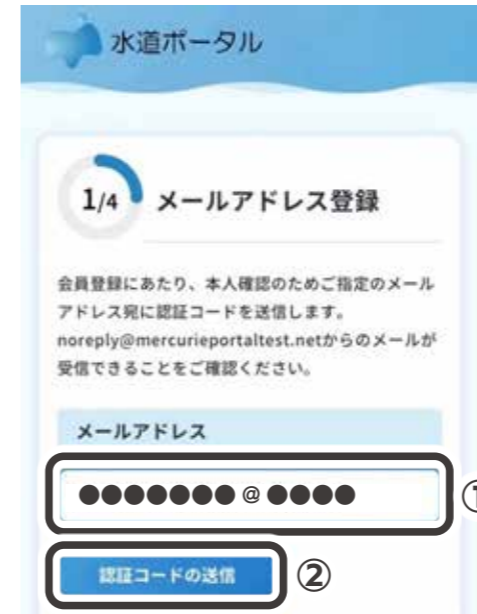 水道ポータル
1/4 メールアドレス登録
会員登録にあたり、本人確認のためご指定のメール
アドレス宛に認証コードを送信します。
noreply@mercurieportaltest.netからのメールが
受信できることをご確認ください。
メールアドレス
●●●●●●●@●●●● ①
認証コードの送信 ②